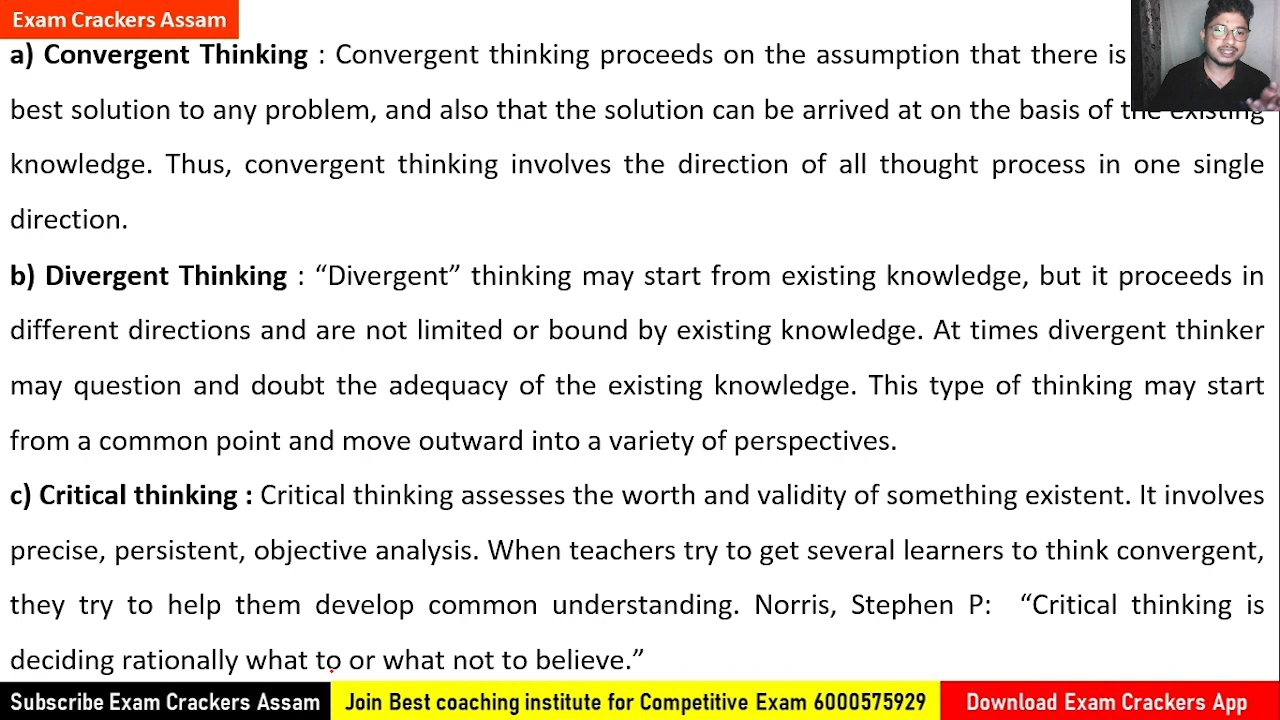 Exam Crackers Assam
a) Convergent Thinking : Convergent thinking proceeds on the assumption that there is
best solution to any problem, and also that the solution can be arrived at on the basis of the existing
knowledge. Thus, convergent thinking involves the direction of all thought process in one single
direction.
b) Divergent Thinking : “Divergent” thinking may start from existing knowledge, but it proceeds in
different directions and are not limited or bound by existing knowledge. At times divergent thinker
may question and doubt the adequacy of the existing knowledge. This type of thinking may start
from a common point and move outward into a variety of perspectives.
c) Critical thinking : Critical thinking assesses the worth and validity of something existent. It involves
precise, persistent, objective analysis. When teachers try to get several learners to think convergent,
they try to help them develop common understanding. Norris, Stephen P: “Critical thinking is
deciding rationally what to or what not to believe.”
Subscribe Exam Crackers Assam Join Best coaching institute for Competitive Exam 6000575929 Download Exam Crackers App